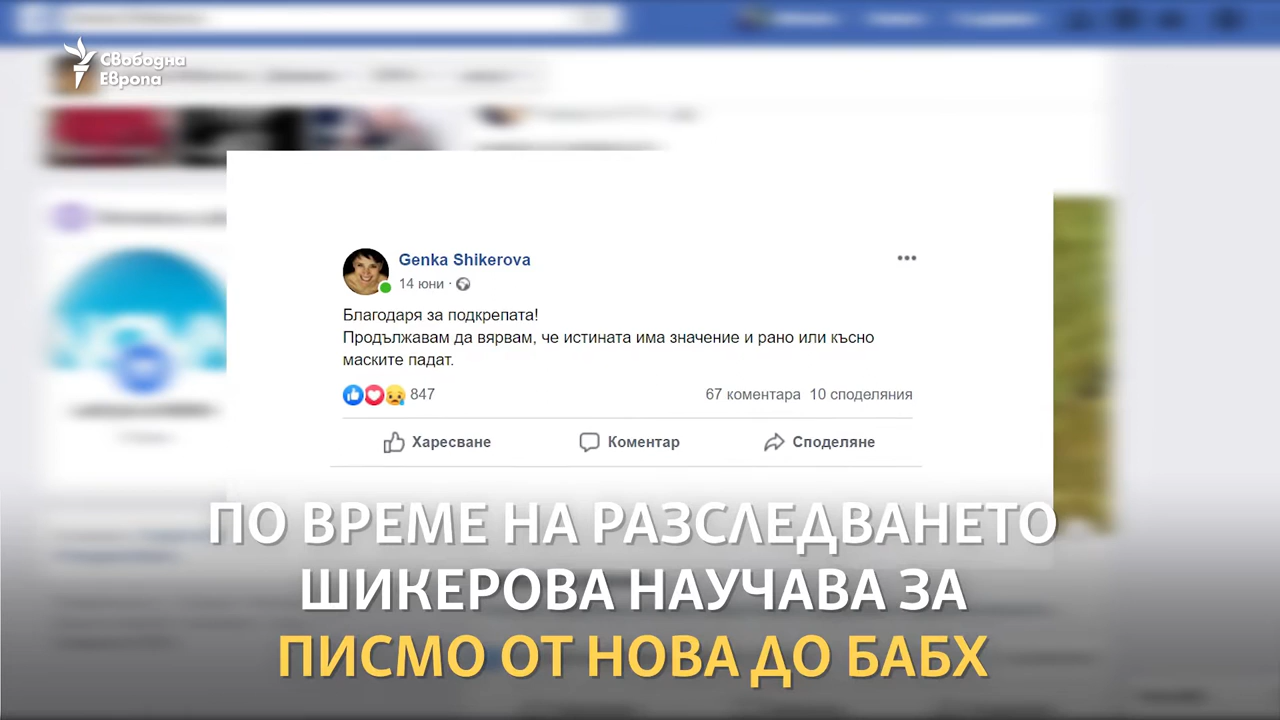 Свободна
Европа
Genka Shikerova
14 юни ·
Благодаря за подкрепата!
Продължавам да вярвам, че истината има значение и рано или късно
маските падат.
847
67 коментара 10 споделяния
Харесване Коментар Споделяне
ПО ВРЕМЕ НА РАЗСЛЕДВАНЕТО
ШИКЕРОВА НАУЧАВА ЗА
ПИСМО ОТ НОВА ДО БАБХ